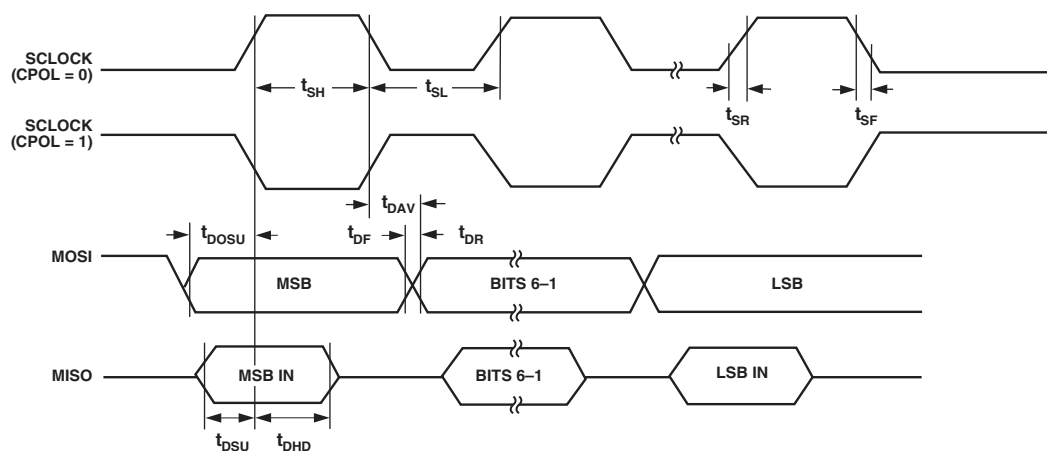 SCLOCK
(CPOL = 0)
tSH
tSL
tSR
tSF
SCLOCK
(CPOL = 1)
tDAV
tDOSU
tDF
tDR
MOSI
MSB
BITS 6–1
LSB
MISO
MSB IN
BITS 6–1
LSB IN
tDSU
tDHD